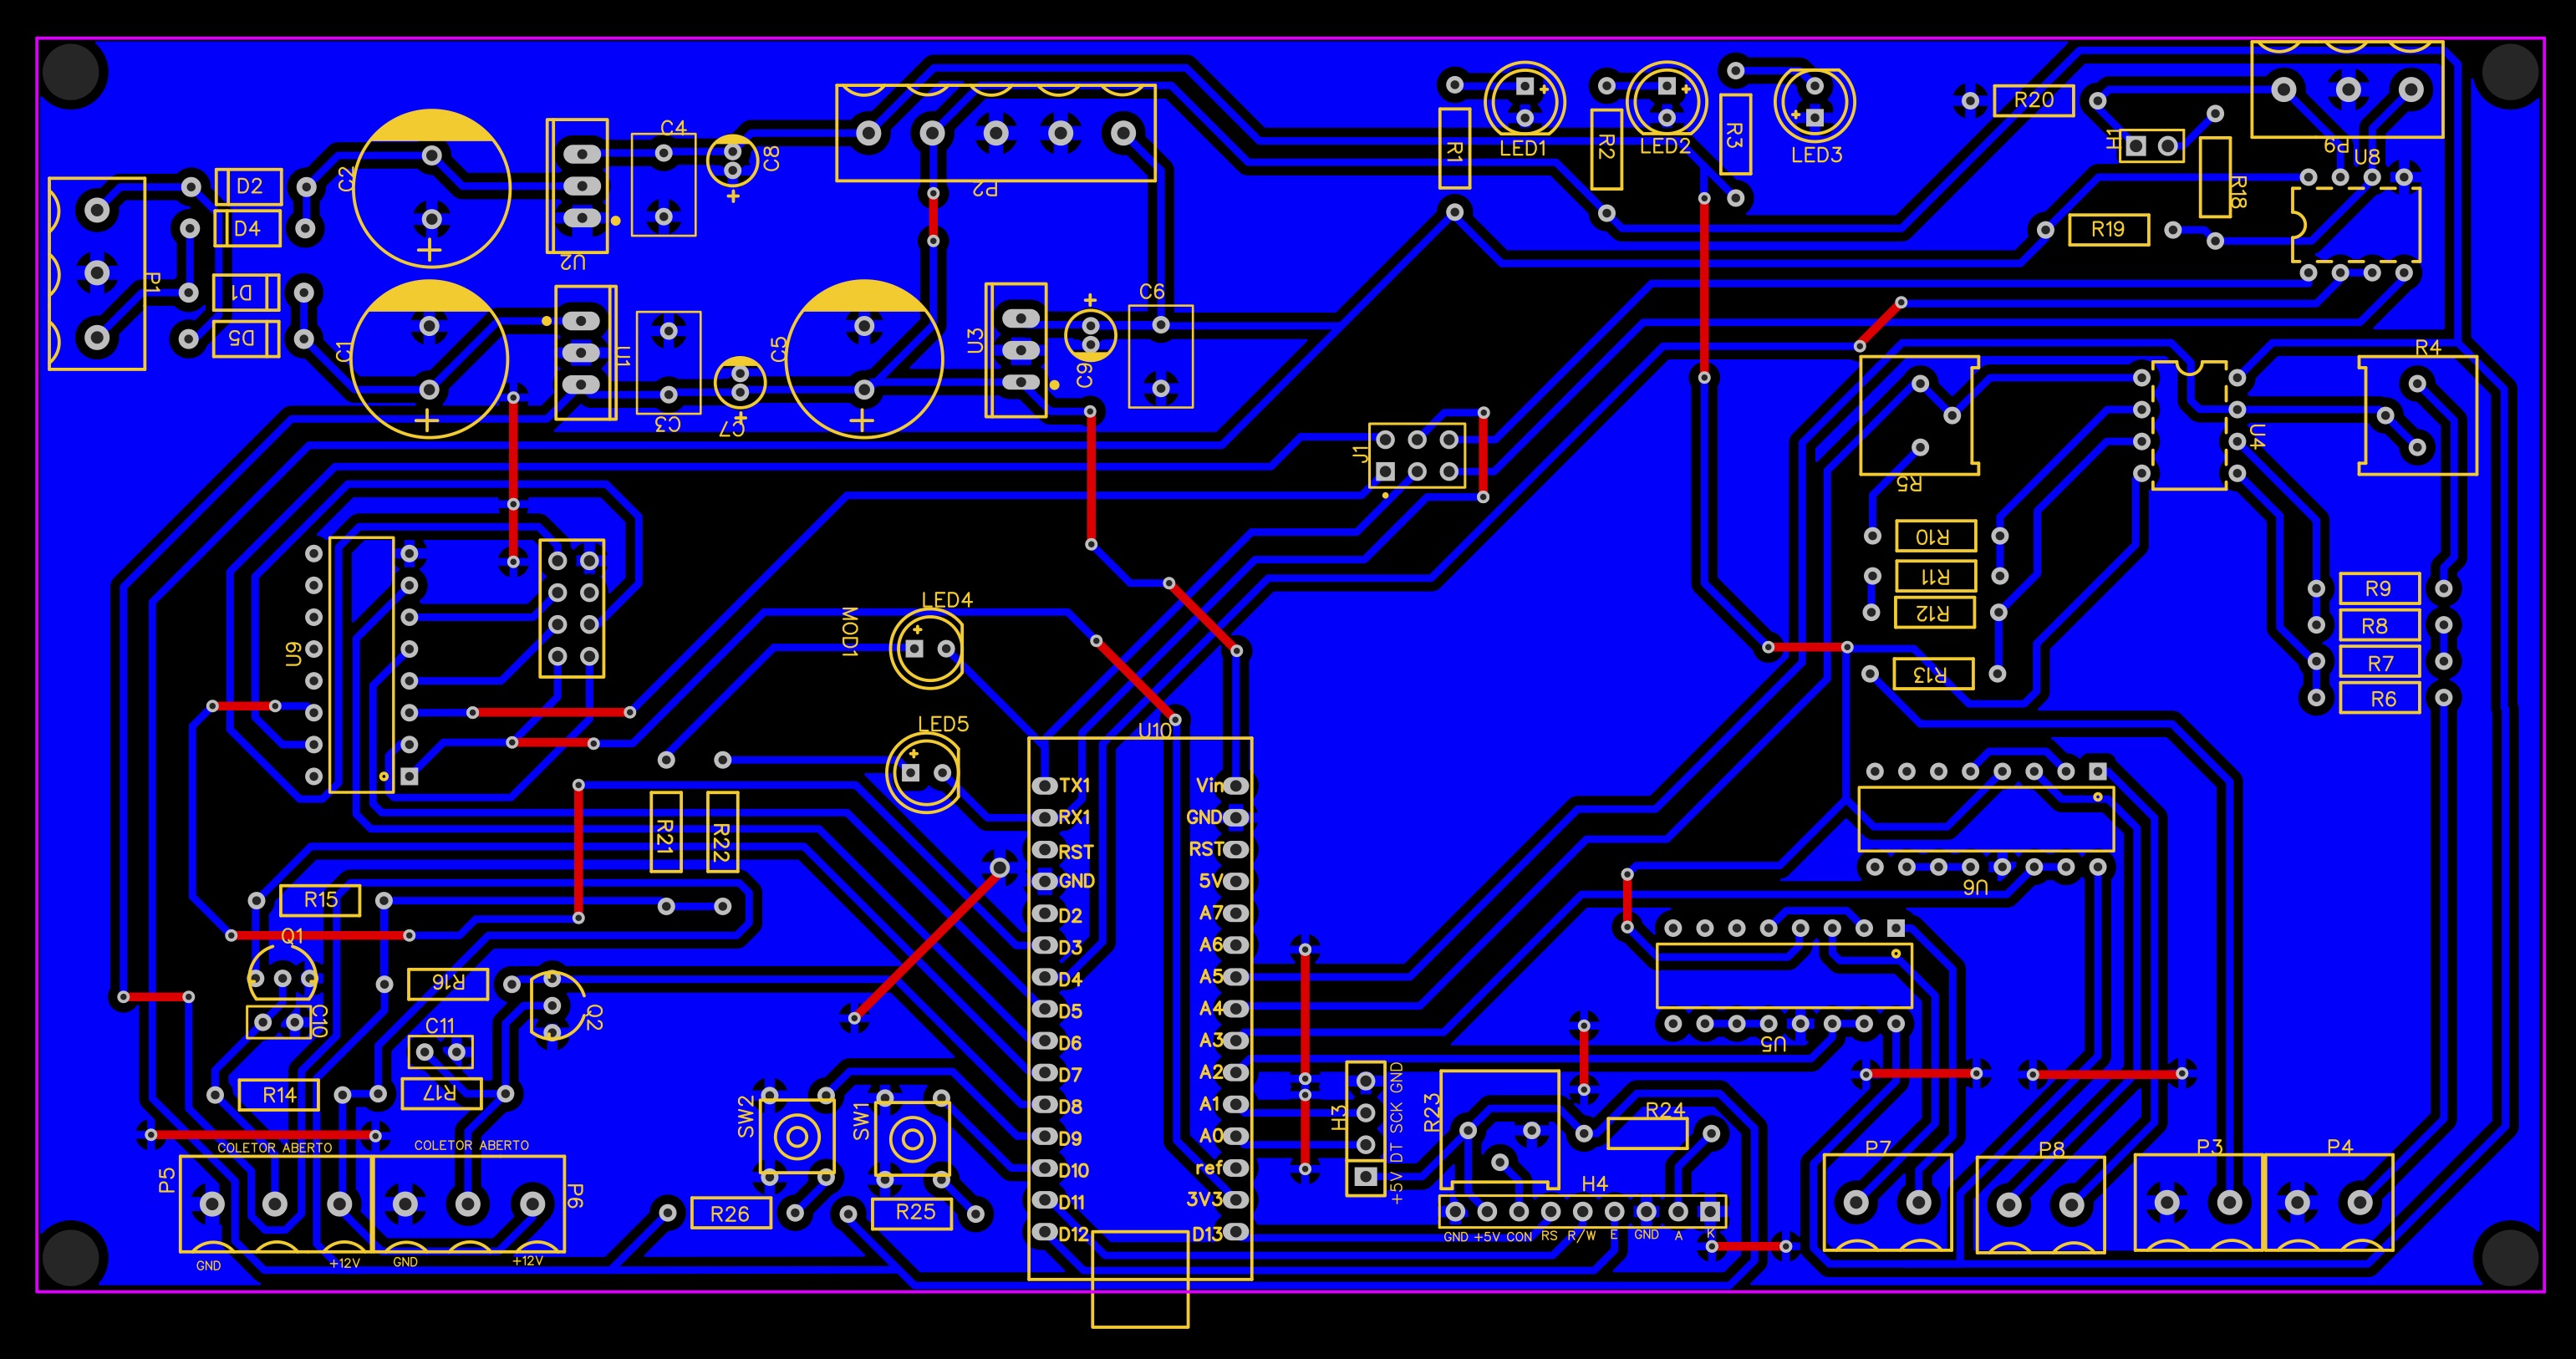 P1
D2
D4
D1
D5
C2
C1
U2
U1
C4
C8
C3
C7
C5
P2
U3
C9
C6
R1
LED1
R2
LED2
R3
LED3
R20
H1
R18
R19
P9
U8
R4
R5
U4
J1
R10
R11
R12
R13
R9
R8
R7
R6
U9
MOD1
LED4
LED5
R21
R22
U10
TX1
RX1
RST
GND
D2
D3
D4
D5
D6
D7
D8
D9
D10
D11
D12
Vin
GND
RST
5V
A7
A6
A5
A4
A3
A2
A1
A0
ref
3V3
D13
U6
U5
R15
Q1
C10
R16
Q2
C11
R14
R17
COLETOR ABERTO
COLETOR ABERTO
P5
P6
GND
+12V
GND
+12V
SW2
SW1
R26
R25
H3
+5V DT SCK GND
R23
R24
H4
GND +5V CON RS R/W E GND A K
P7
P8
P3
P4